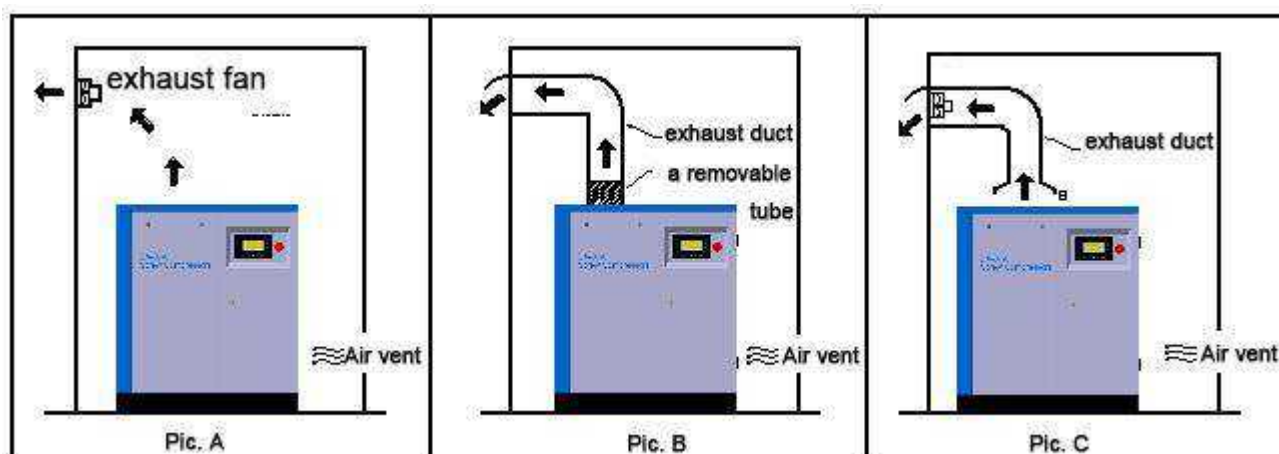 exhaust fan
Air vent
Pic. A
exhaust duct
a removable
tube
Air vent
Pic. B
exhaust duct
Air vent
Pic. C